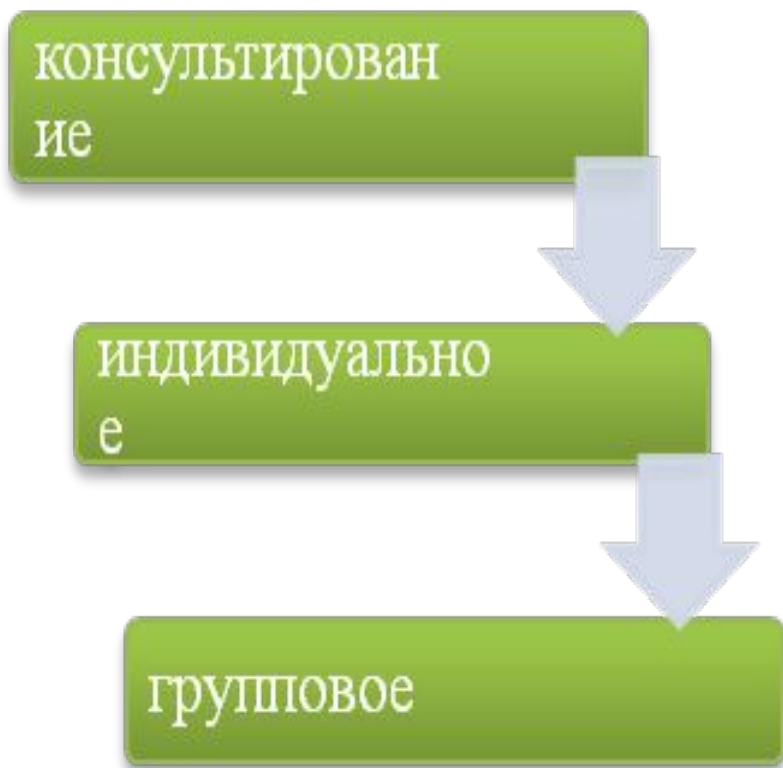 консультирован
ие
индивидуально
е
групповое